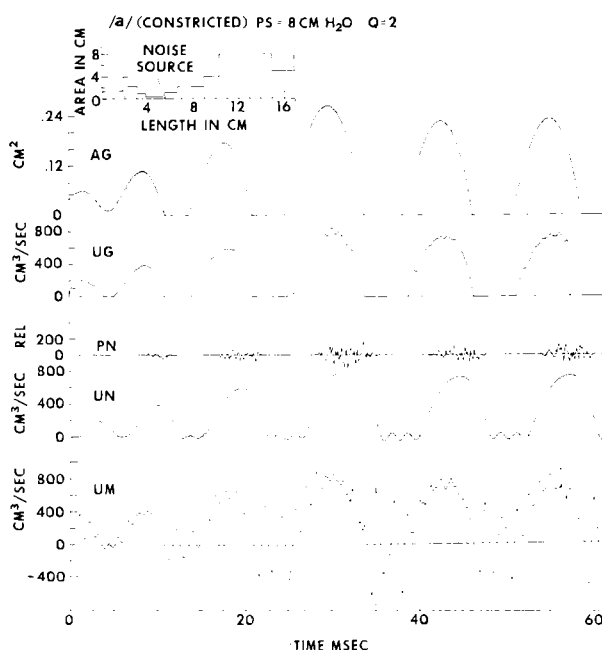 /a/ (CONSTRICTED) PS = 8 CM H₂O Q = 2
AREA IN CM
8
4
0
NOISE
SOURCE
4 8 12 16
LENGTH IN CM
CM²
.24
.12
0
AG
CM³/SEC
800
400
0
UG
REL
200
0
PN
CM³/SEC
800
400
0
UN
CM³/SEC
800
400
0
-400
UM
0 20 40 60
TIME MSEC